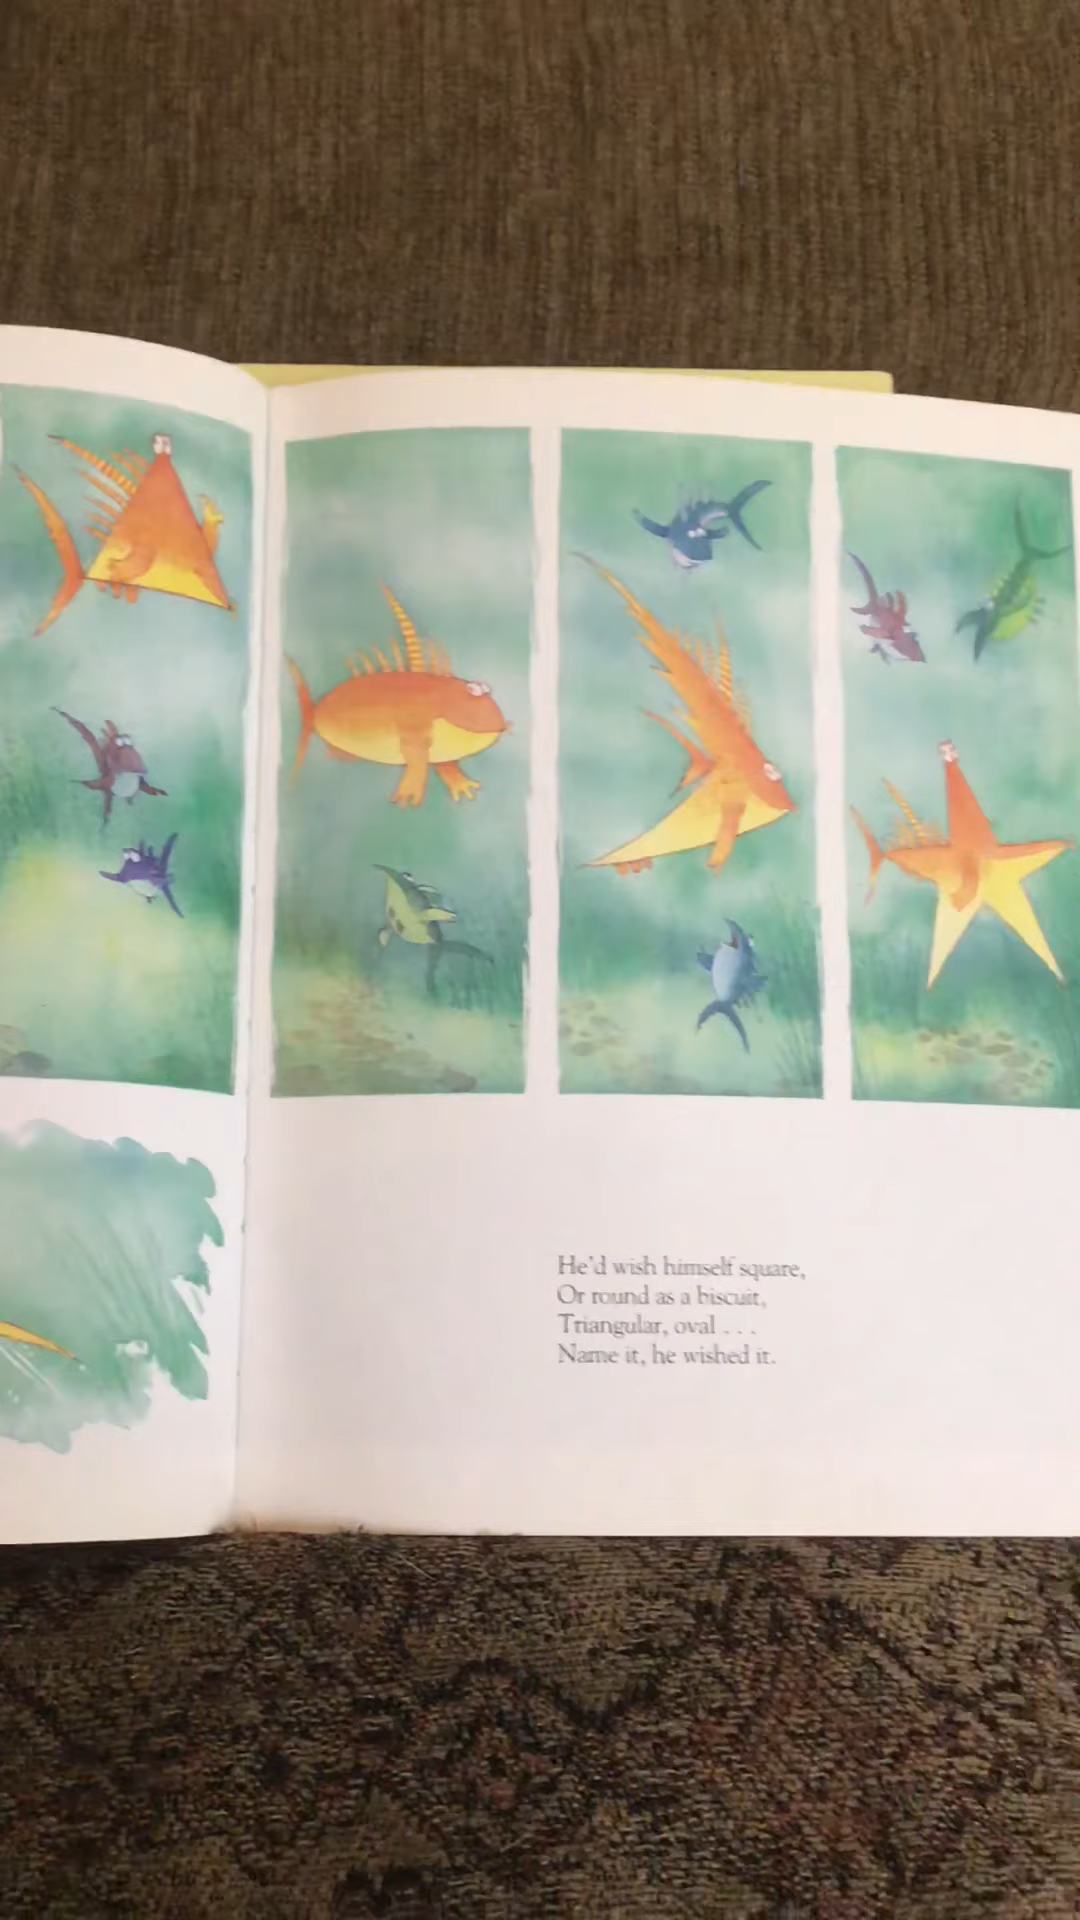 He'd wish himself square,
Or round as a biscuit,
Triangular, oval . . .
Name it, he wished it.